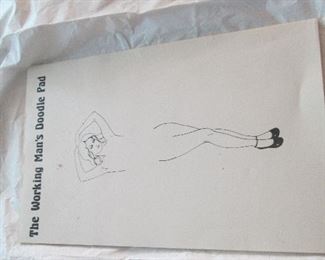 The Working Man's Doodle Pad